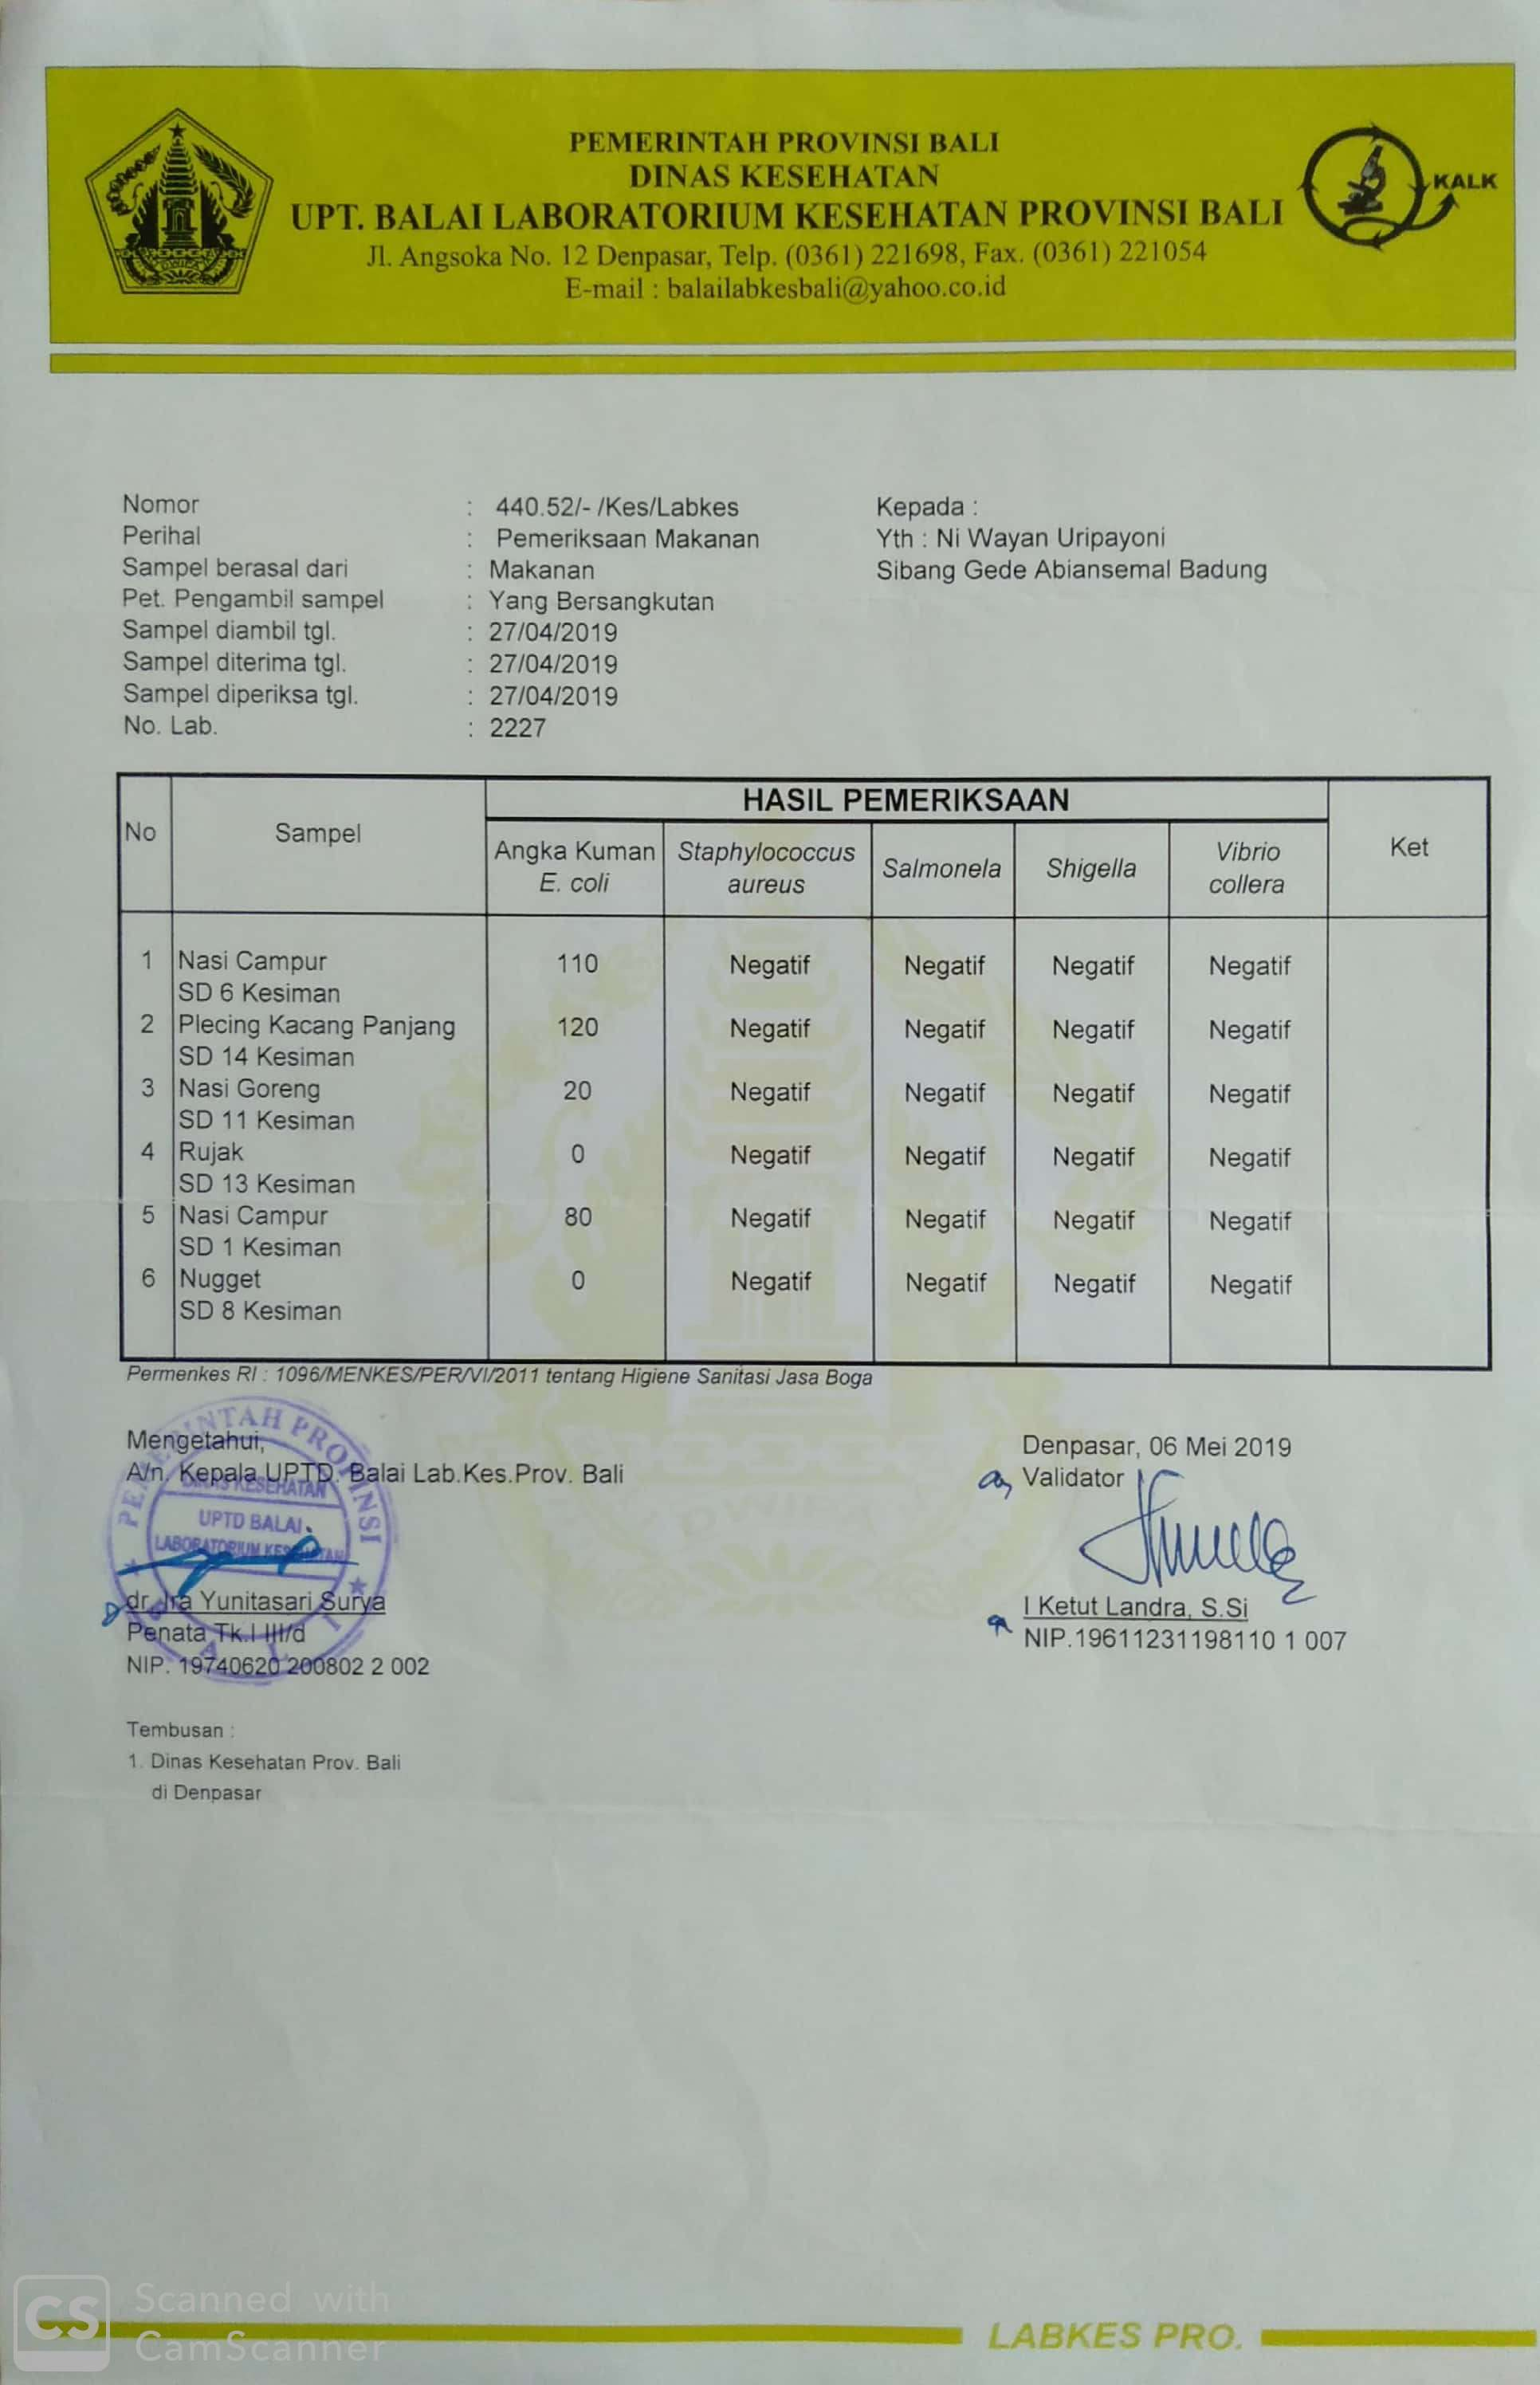 PEMERINTAH PROVINSI BALI
DINAS KESEHATAN
UPT. BALAI LABORATORIUM KESEHATAN PROVINSI BALI
Jl. Angsoka No. 12 Denpasar, Telp. (0361) 221698, Fax. (0361) 221054
E-mail : balailabkesbali@yahoo.co.id
KALK
Nomor : 440.52/- /Kes/Labkes
Perihal : Pemeriksaan Makanan
Sampel berasal dari : Makanan
Pet. Pengambil sampel : Yang Bersangkutan
Sampel diambil tgl. : 27/04/2019
Sampel diterima tgl. : 27/04/2019
Sampel diperiksa tgl. : 27/04/2019
No. Lab. : 2227
Kepada :
Yth : Ni Wayan Uripayoni
Sibang Gede Abiansemal Badung
HASIL PEMERIKSAAN
No Sampel Angka Kuman E. coli Staphylococcus aureus Salmonela Shigella Vibrio collera Ket
1 Nasi Campur 110 Negatif Negatif Negatif Negatif
SD 6 Kesiman
2 Plecing Kacang Panjang 120 Negatif Negatif Negatif Negatif
SD 14 Kesiman
3 Nasi Goreng 20 Negatif Negatif Negatif Negatif
SD 11 Kesiman
4 Rujak 0 Negatif Negatif Negatif Negatif
SD 13 Kesiman
5 Nasi Campur 80 Negatif Negatif Negatif Negatif
SD 1 Kesiman
6 Nugget 0 Negatif Negatif Negatif Negatif
SD 8 Kesiman
Permenkes RI : 1096/MENKES/PER/VI/2011 tentang Higiene Sanitasi Jasa Boga
Mengetahui,
A/n. Kepala UPTD. Balai Lab.Kes.Prov. Bali
PEMERINTAH PROPINSI
DINAS KESEHATAN
UPTD BALAI
LABORATORIUM KESEHATAN
BALI
dr. Ira Yunitasari Surya
Penata Tk.I III/d
NIP. 19740620 200802 2 002
Denpasar, 06 Mei 2019
Validator
I Ketut Landra, S.Si
NIP.19611231198110 1 007
Tembusan :
1. Dinas Kesehatan Prov. Bali
di Denpasar
CS
Scanned with
CamScanner
LABKES PRO.